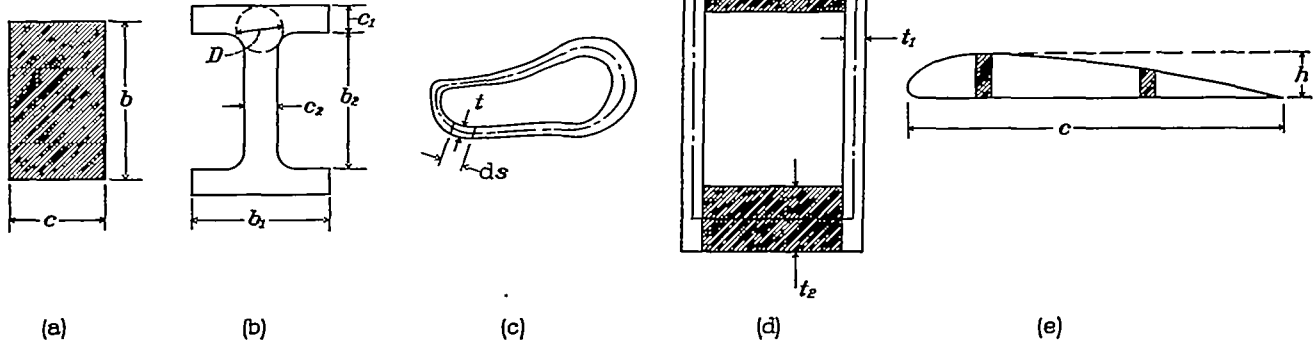 b
c
D
c₁
c₂
b₂
b₁
t
ds
t₁
t₂
h
c
(a) (b) (c) (d) (e)